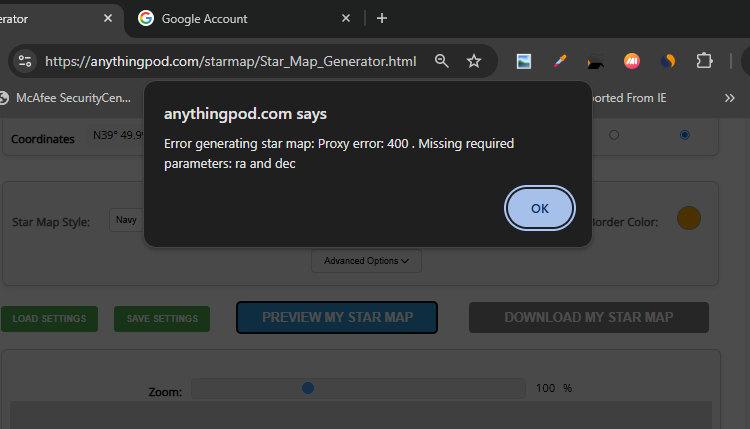 erator
Google Account
https://anythingpod.com/starmap/Star_Map_Generator.html
McAfee SecurityCen...
ported From IE
anythingpod.com says
Error generating star map: Proxy error: 400 . Missing required
parameters: ra and dec
OK
Coordinates
N39° 49.9
Star Map Style:
Navy
Border Color:
Advanced Options
LOAD SETTINGS
SAVE SETTINGS
PREVIEW MY STAR MAP
DOWNLOAD MY STAR MAP
Zoom:
100 %